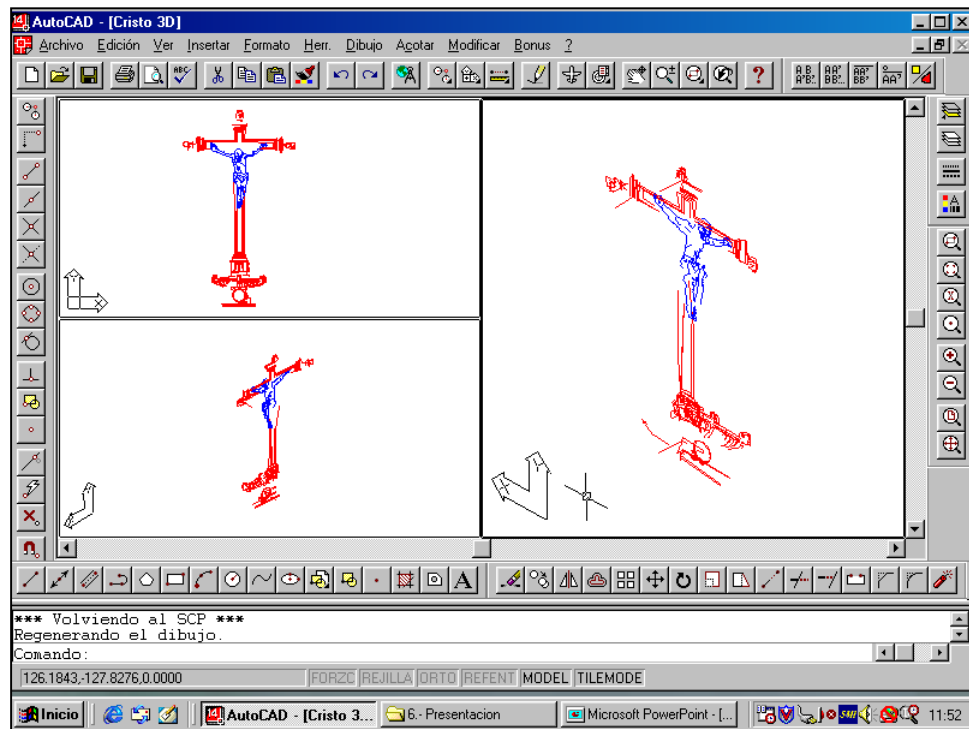 AutoCAD - [Cristo 3D]
Archivo Edición Ver Insertar Formato Herr. Dibujo Acotar Modificar Bonus ?
*** Volviendo al SCP ***
Regenerando el dibujo.
Comando:
126.1843,-127.8276,0.0000 FORZC REJILLA ORTO REFENT MODEL TILEMODE
Inicio AutoCAD - [Cristo 3... 6.- Presentacion Microsoft PowerPoint - [... 11:52